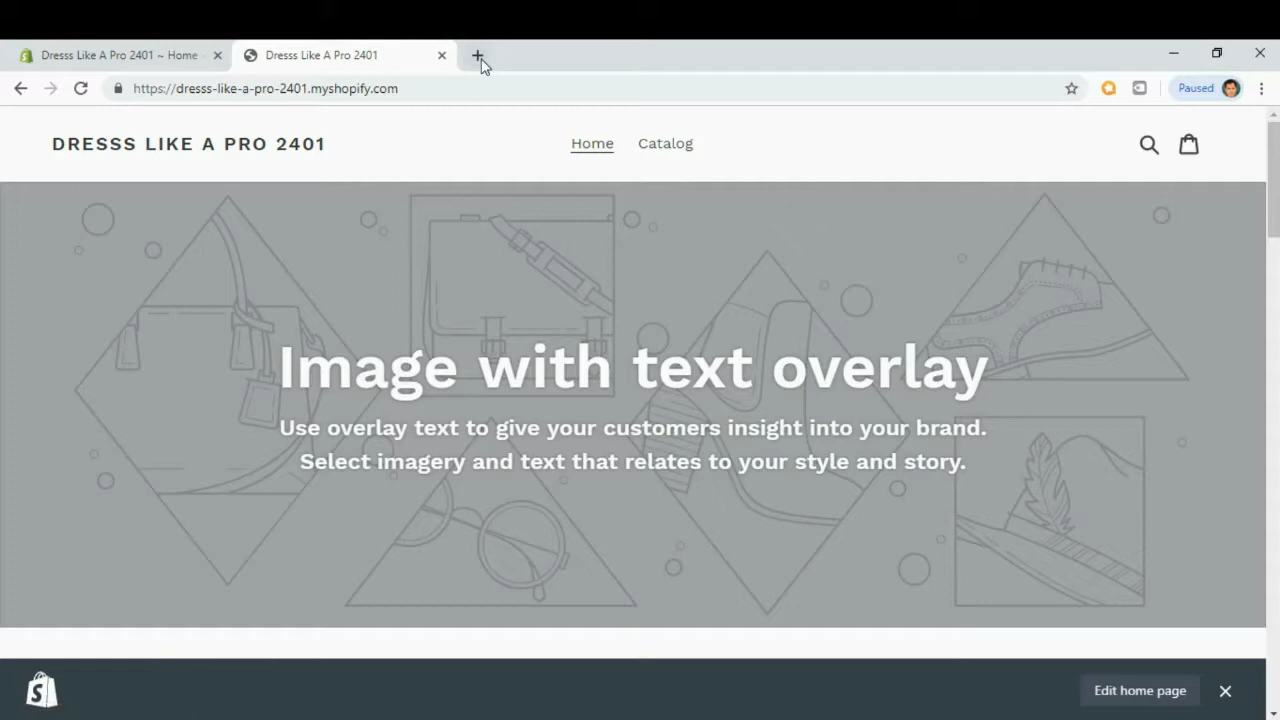 Dresss Like A Pro 2401 ~ Home
Dresss Like A Pro 2401
https://dresss-like-a-pro-2401.myshopify.com
Paused
DRESSS LIKE A PRO 2401
Home
Catalog
Image with text overlay
Use overlay text to give your customers insight into your brand.
Select imagery and text that relates to your style and story.
Edit home page